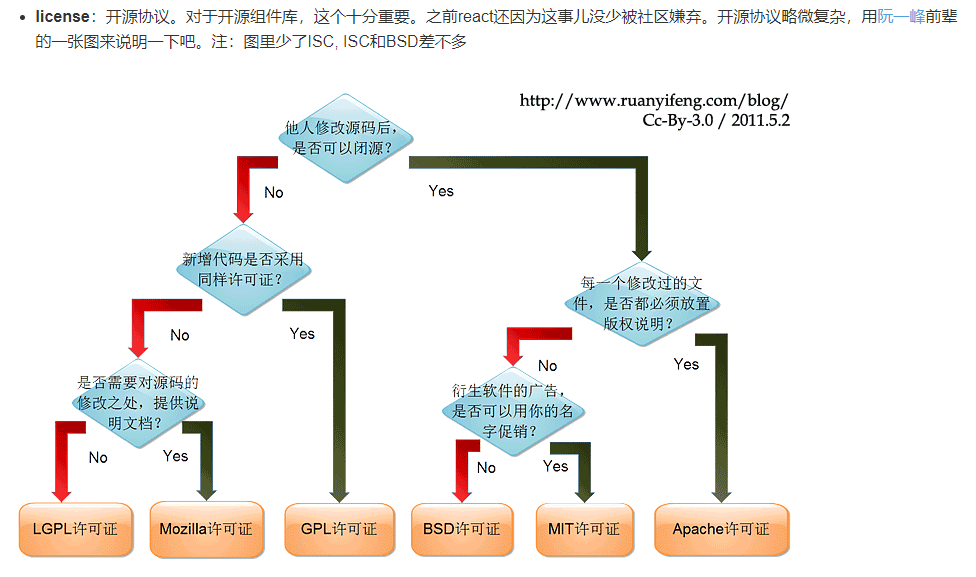 license：开源协议。对于开源组件库，这个十分重要。之前react还因为这事儿没少被社区嫌弃。开源协议略微复杂，用阮一峰前辈
的一张图来说明一下吧。注：图里少了ISC, ISC和BSD差不多
http://www.ruanyifeng.com/blog/
Cc-By-3.0 / 2011.5.2
他人修改源码后，
是否可以闭源？
No
Yes
新增代码是否采用
同样许可证？
每一个修改过的文
件，是否都必须放置
版权说明？
No
Yes
No
Yes
是否需要对源码的
修改之处，提供说
明文档？
衍生软件的广告，
是否可以用你的名
字促销？
No
Yes
No
Yes
LGPL许可证
Mozilla许可证
GPL许可证
BSD许可证
MIT许可证
Apache许可证